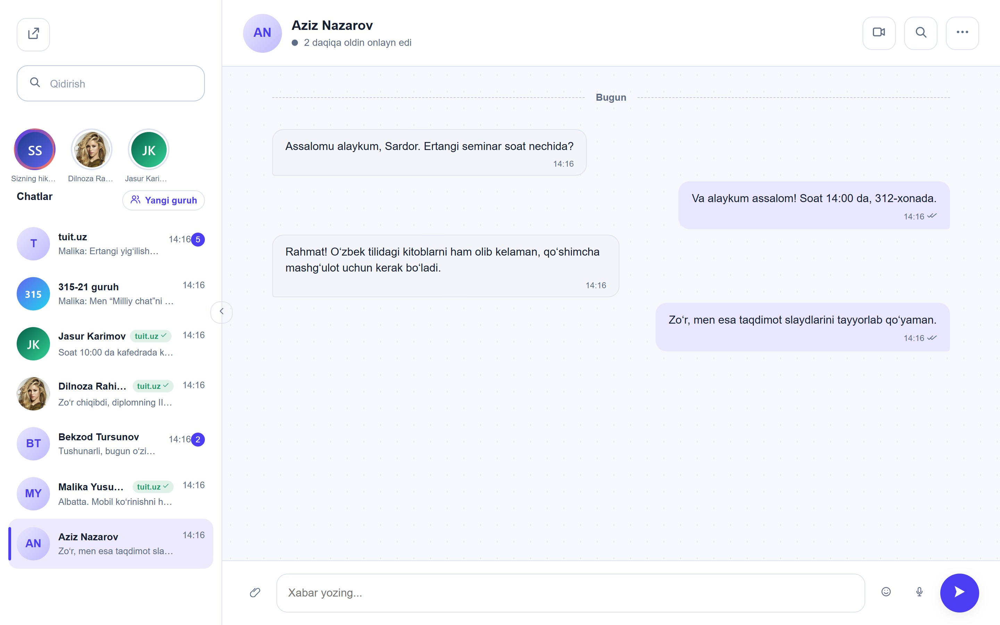 Qidirish
SS
JK
Sizning hik...
Dilnoza Ra...
Jasur Kari...
Chatlar
Yangi guruh
T
tuit.uz
14:16
5
Malika: Ertangi yig‘ilish...
315
315-21 guruh
14:16
Malika: Men “Milliy chat”ni ...
JK
Jasur Karimov
tuit.uz
14:16
Soat 10:00 da kafedrada k...
Dilnoza Rahi...
tuit.uz
14:16
Zo‘r chiqibdi, diplomning II...
BT
Bekzod Tursunov
14:16
2
Tushunarli, bugun o‘zi...
MY
Malika Yusu...
tuit.uz
14:16
Albatta. Mobil ko‘rinishni h...
AN
Aziz Nazarov
14:16
Zo‘r, men esa taqdimot sla...
AN
Aziz Nazarov
2 daqiqa oldin onlayn edi
Bugun
Assalomu alaykum, Sardor. Ertangi seminar soat nechida?
14:16
Va alaykum assalom! Soat 14:00 da, 312-xonada.
14:16
Rahmat! O‘zbek tilidagi kitoblarni ham olib kelaman, qo‘shimcha
mashg‘ulot uchun kerak bo‘ladi.
14:16
Zo‘r, men esa taqdimot slaydlarini tayyorlab qo‘yaman.
14:16
Xabar yozing...